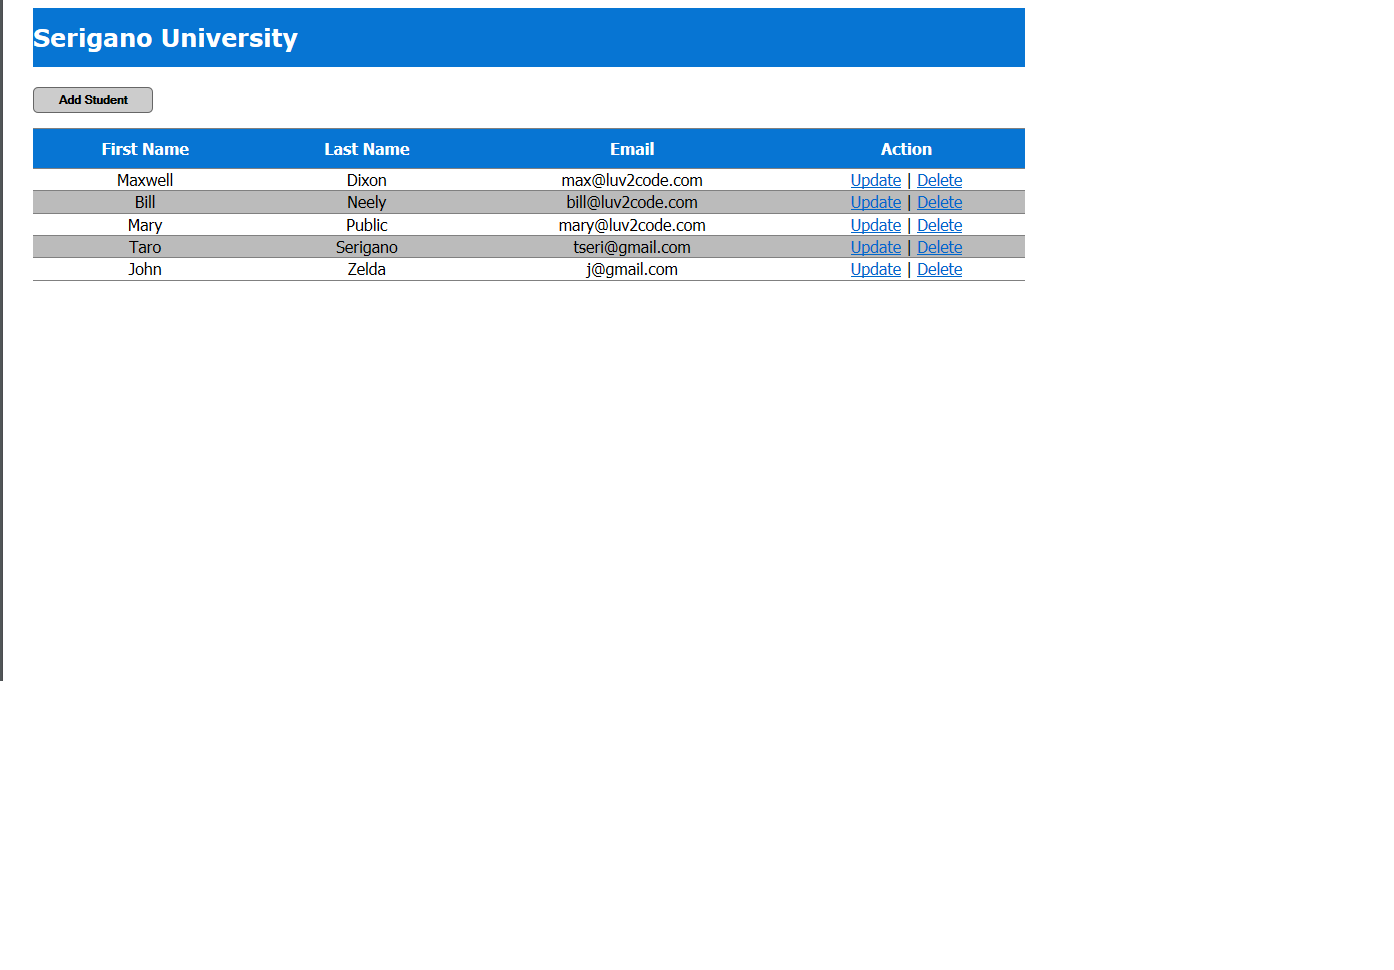 Serigano University
Add Student
First Name Last Name Email Action
Maxwell Dixon max@luv2code.com Update | Delete
Bill Neely bill@luv2code.com Update | Delete
Mary Public mary@luv2code.com Update | Delete
Taro Serigano tseri@gmail.com Update | Delete
John Zelda j@gmail.com Update | Delete